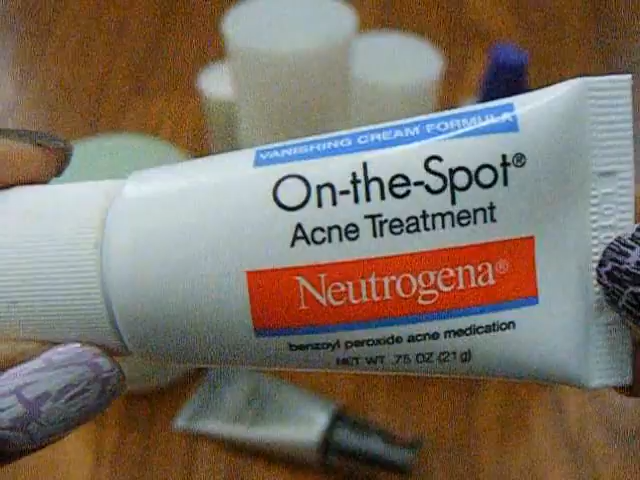 VANISHING CREAM FORMULA
On-the-Spot®
Acne Treatment
Neutrogena®
benzoyl peroxide acne medication
NET WT .75 OZ (21 g)